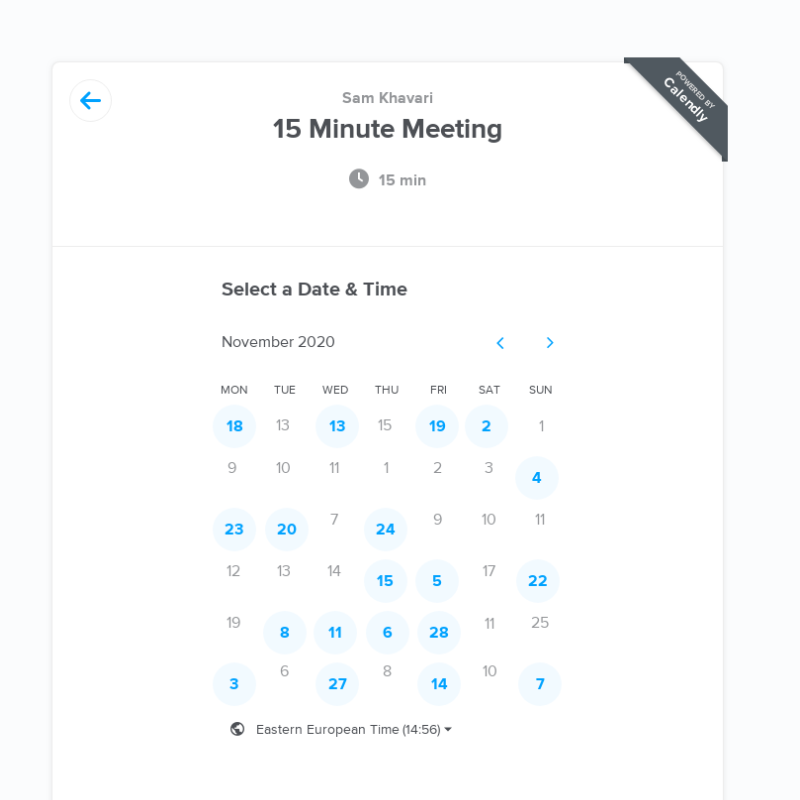 POWERED BY
Calendly
Sam Khavari
15 Minute Meeting
15 min
Select a Date & Time
November 2020
MON TUE WED THU FRI SAT SUN
18 13 13 15 19 2 1
9 10 11 1 2 3 4
23 20 7 24 9 10 11
12 13 14 15 5 17 22
19 8 11 6 28 11 25
3 6 27 8 14 10 7
Eastern European Time (14:56)